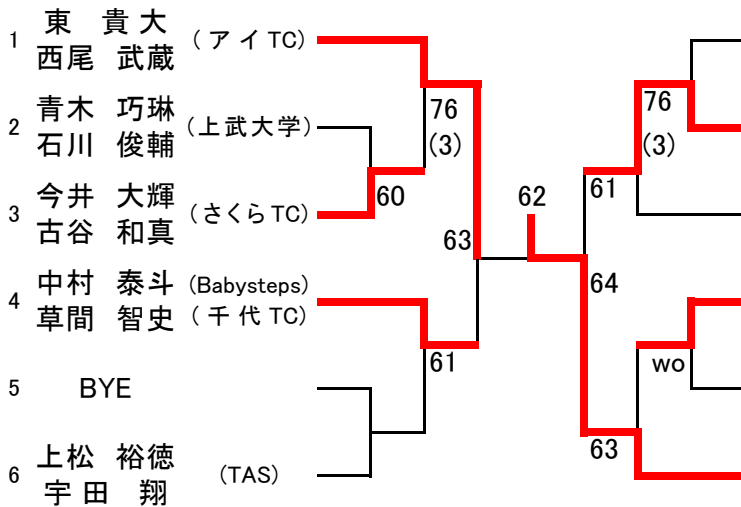 東 貴大
1 (アイTC)
西尾 武蔵
青木 巧琳
2 (上武大学)
石川 俊輔
今井 大輝
3 (さくらTC)
古谷 和真
中村 泰斗 (Babysteps)
4
草間 智史 (千代TC)
5 BYE
上松 裕徳
6 (TAS)
宇田 翔
76
(3)
60
63
61
62
76
(3)
61
64
wo
63